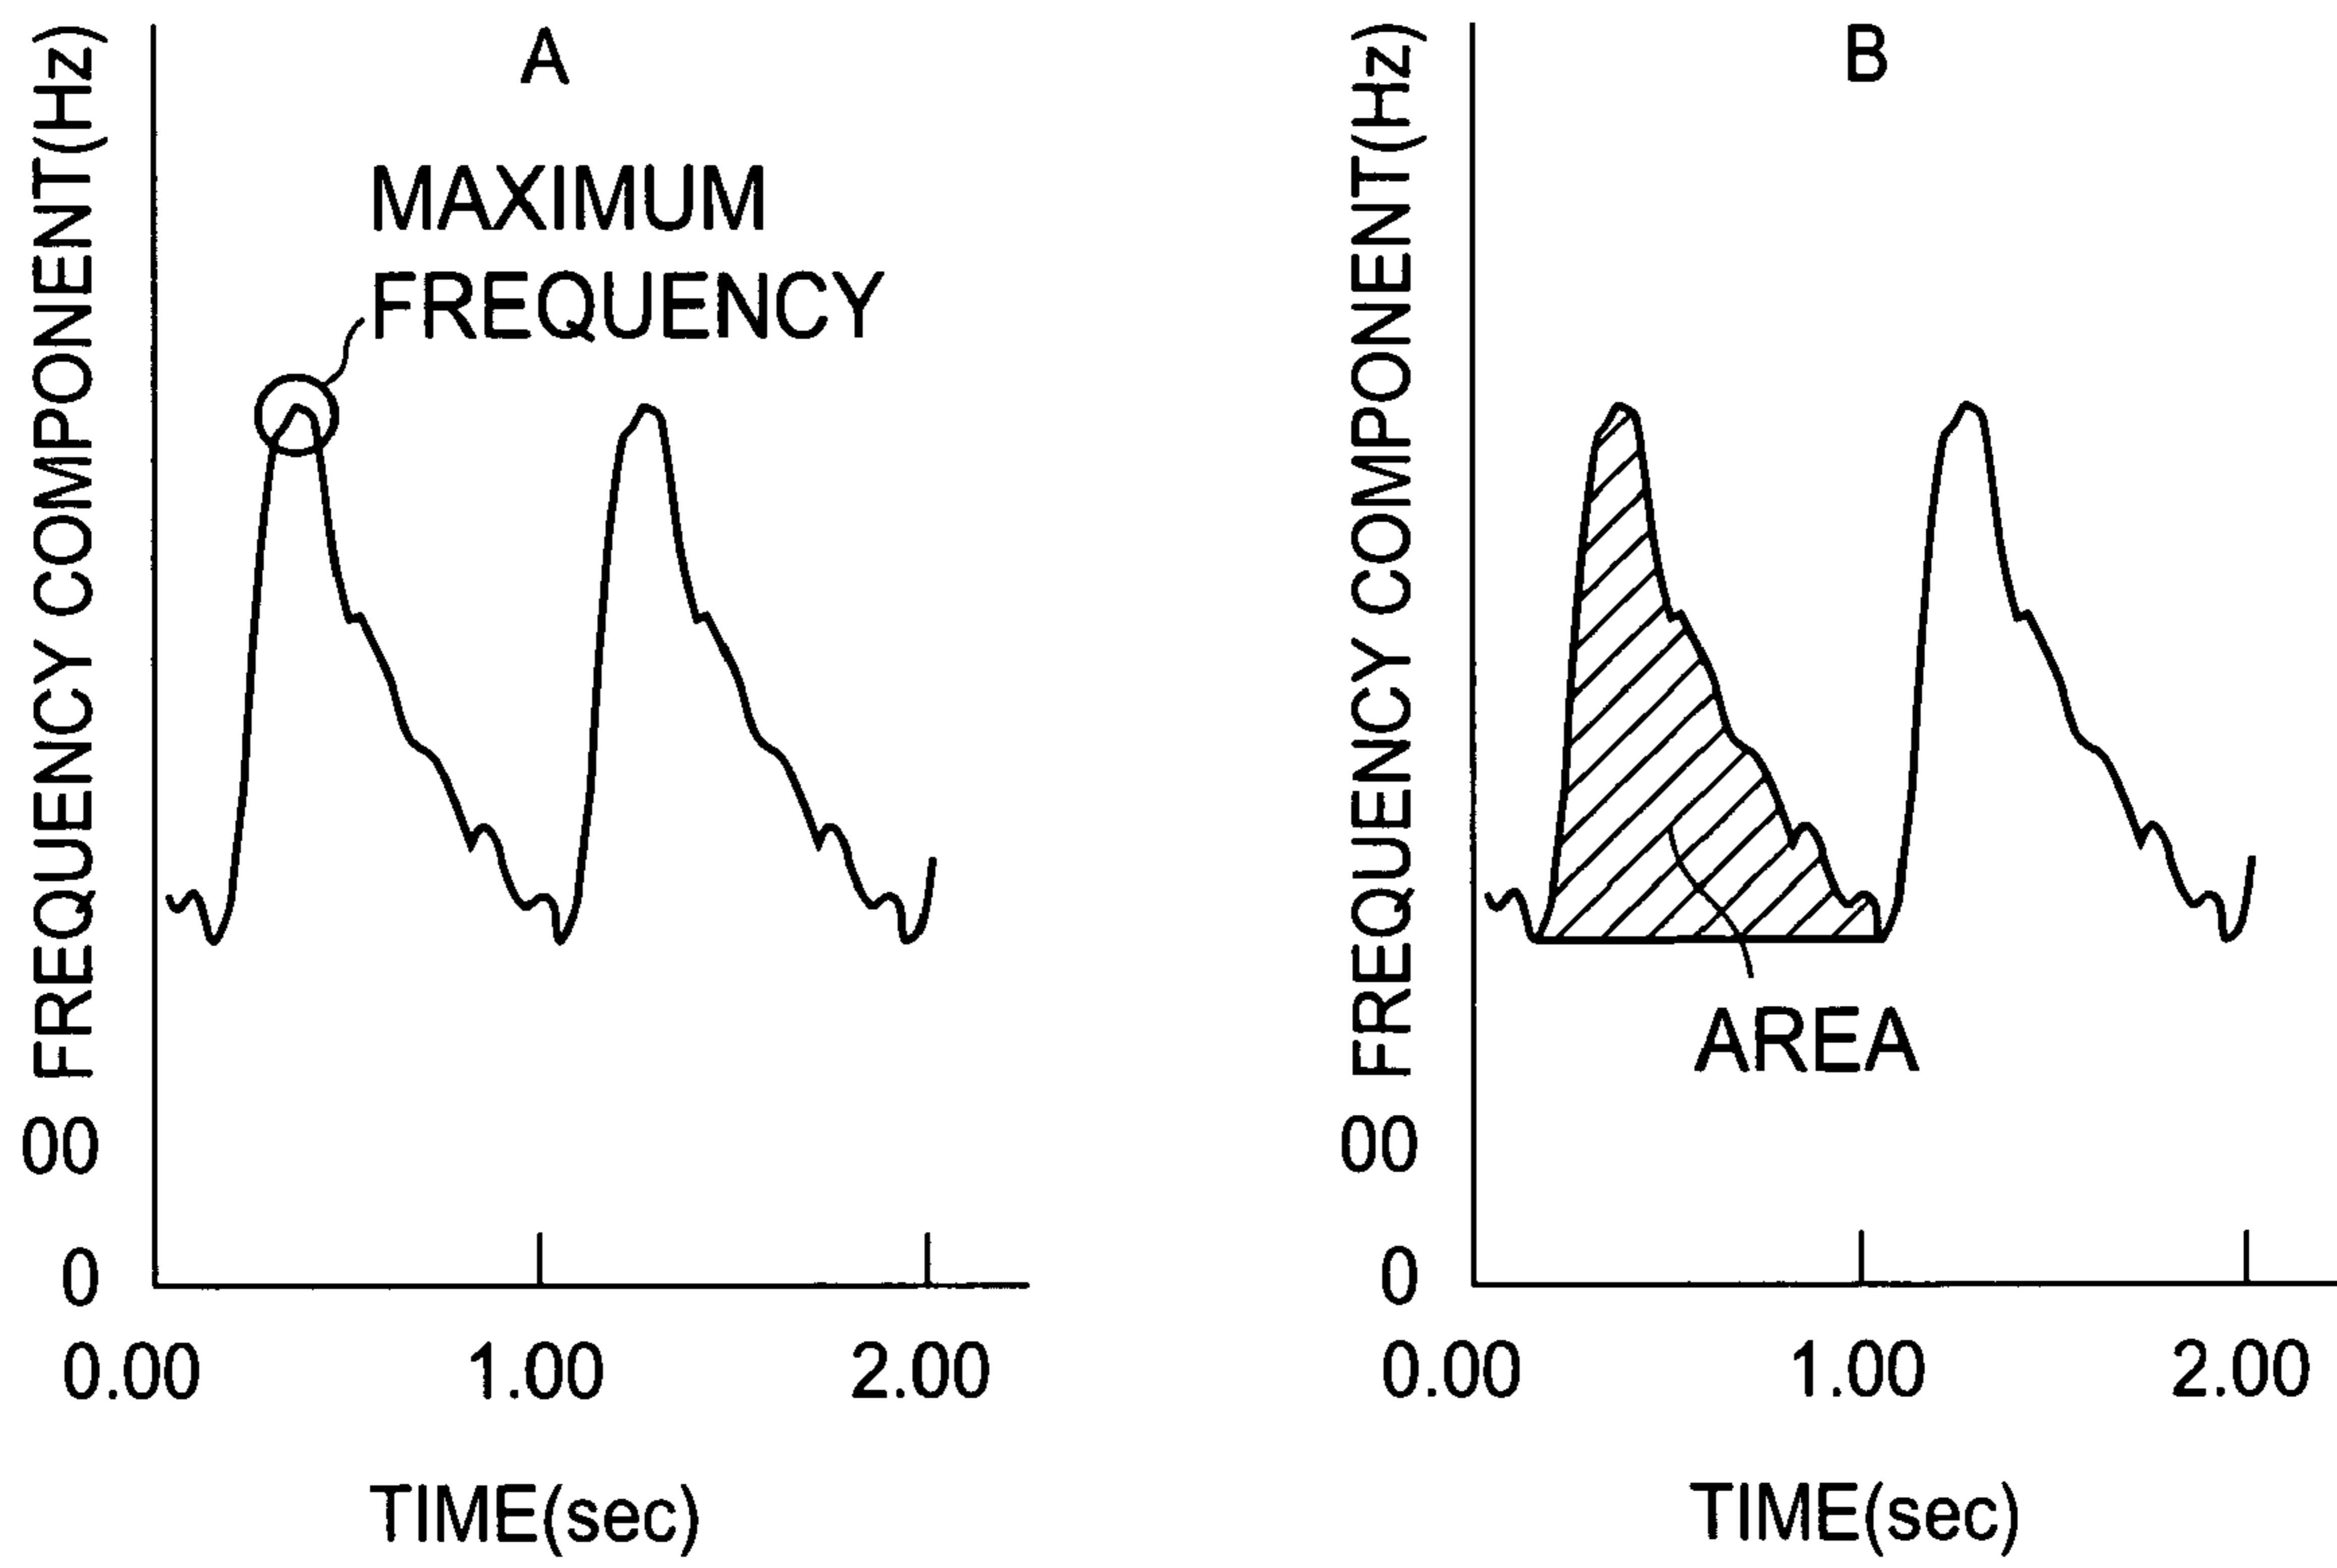 A
MAXIMUM
FREQUENCY
FREQUENCY COMPONENT(Hz)
00
0
0.00
1.00
2.00
TIME(sec)
B
FREQUENCY COMPONENT(Hz)
AREA
00
0
0.00
1.00
2.00
TIME(sec)